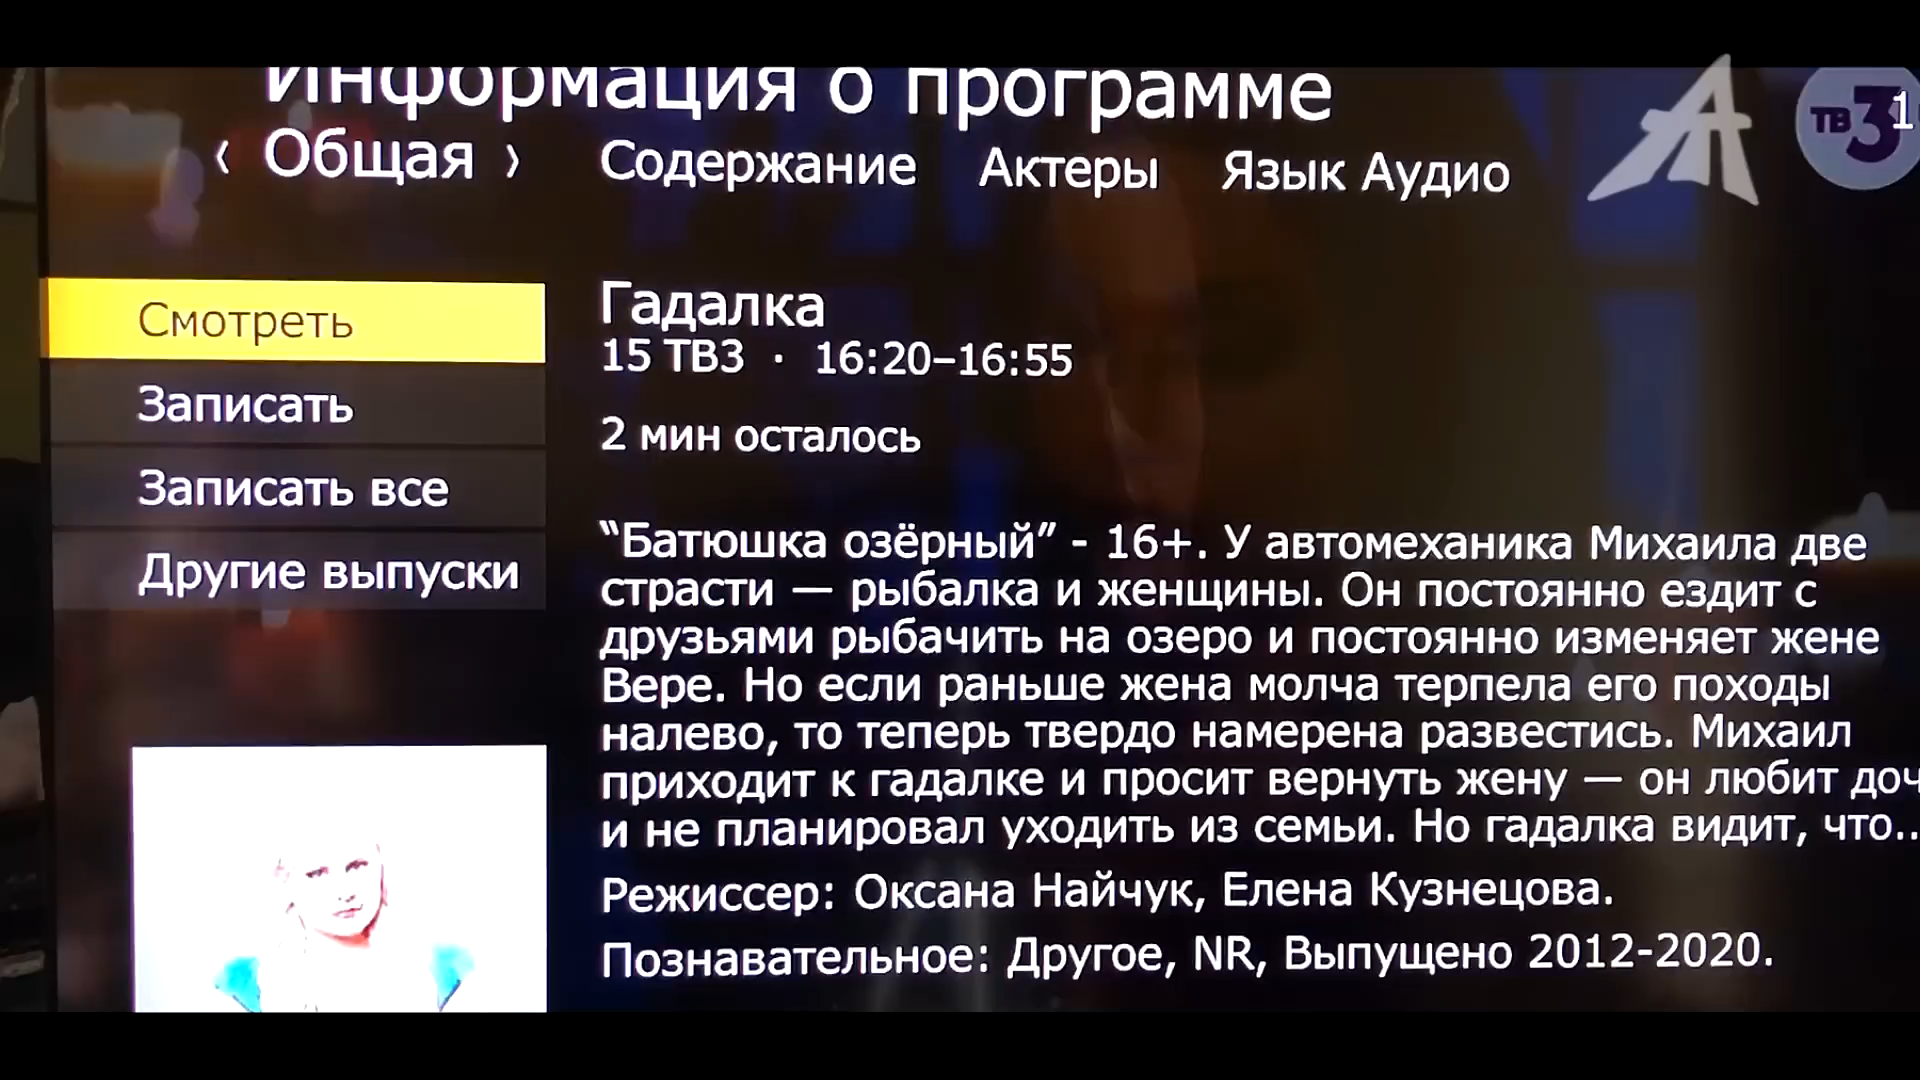 Информация о программе
‹ Общая › Содержание Актеры Язык Аудио
ТВ3
1
Смотреть
Записать
Записать все
Другие выпуски
Гадалка
15 ТВ3 · 16:20–16:55
2 мин осталось
“Батюшка озёрный” - 16+. У автомеханика Михаила две
страсти — рыбалка и женщины. Он постоянно ездит с
друзьями рыбачить на озеро и постоянно изменяет жене
Вере. Но если раньше жена молча терпела его походы
налево, то теперь твердо намерена развестись. Михаил
приходит к гадалке и просит вернуть жену — он любит доч
и не планировал уходить из семьи. Но гадалка видит, что..
Режиссер: Оксана Найчук, Елена Кузнецова.
Познавательное: Другое, NR, Выпущено 2012-2020.